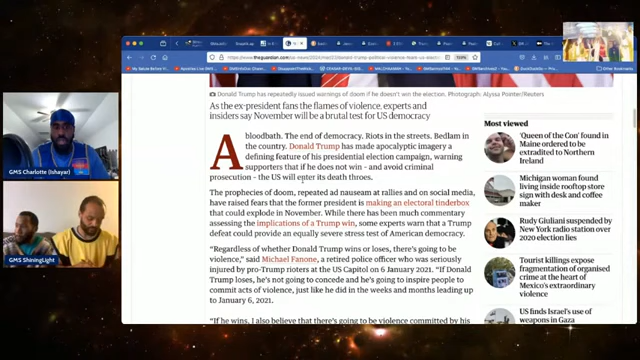 www.theguardian.com
Donald Trump has repeatedly issued warnings of doom if he doesn't win the election. Photograph: Alyssa Pointer/Reuters
As the ex-president fans the flames of violence, experts and
insiders say November will be a brutal test for US democracy
A bloodbath. The end of democracy. Riots in the streets. Bedlam in
the country. Donald Trump has made apocalyptic imagery a
defining feature of his presidential election campaign, warning
supporters that if he does not win – and avoid criminal
prosecution – the US will enter its death throes.
The prophecies of doom, repeated ad nauseam at rallies and on social media,
have raised fears that the former president is making an electoral tinderbox
that could explode in November. While there has been much commentary
assessing the implications of a Trump win, some experts warn that a Trump
defeat could provide an equally severe stress test of American democracy.
"Regardless of whether Donald Trump wins or loses, there's going to be
violence," said Michael Fanone, a retired police officer who was seriously
injured by pro-Trump rioters at the US Capitol on 6 January 2021. "If Donald
Trump loses, he's not going to concede and he's going to inspire people to
commit acts of violence, just like he did in the weeks and months leading up
to January 6, 2021.
"If he wins, I also believe that there's going to be violence committed by his
Most viewed
'Queen of the Con' found in
Maine ordered to be
extradited to Northern
Ireland
Michigan woman found
living inside rooftop store
sign with desk and coffee
maker
Rudy Giuliani suspended by
New York radio station over
2020 election lies
Tourist killings expose
fragmentation of organised
crime at the heart of
Mexico's extraordinary
violence
US finds Israel's use of
weapons in Gaza
GMS Charlotte (Ishayar)
GMS ShiningLight